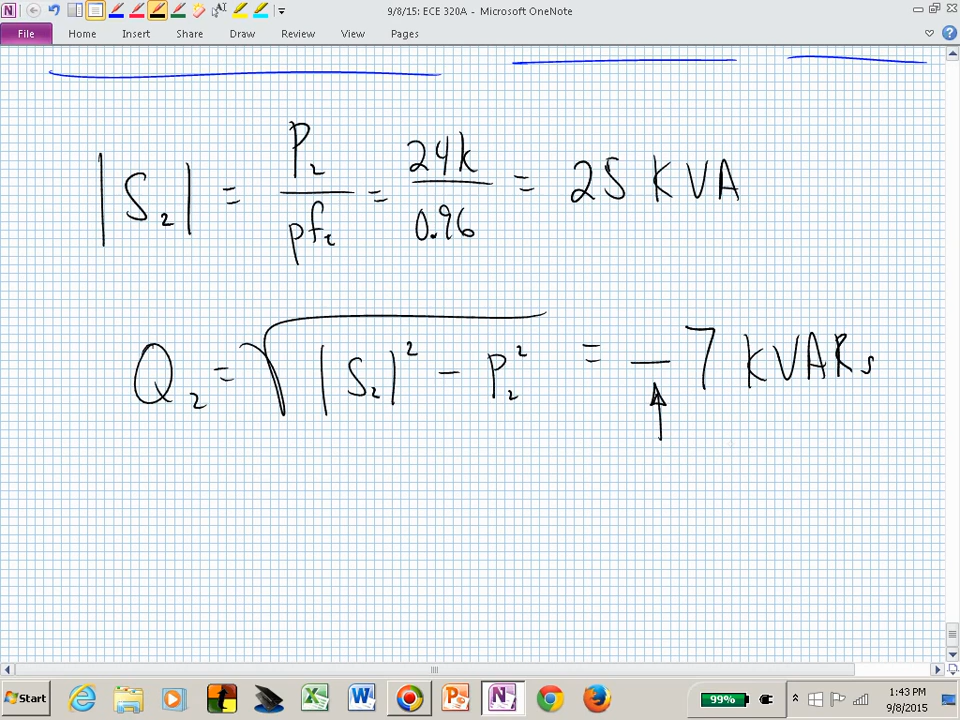 9/8/15: ECE 320A - Microsoft OneNote
File Home Insert Share Draw Review View Pages
|S₂| = P₂/pf₂ = 24k/0.96 = 25 KVA
Q₂ = √(|S₂|² - P₂²) = -7 KVARs
Start 99% 1:43 PM
9/8/2015